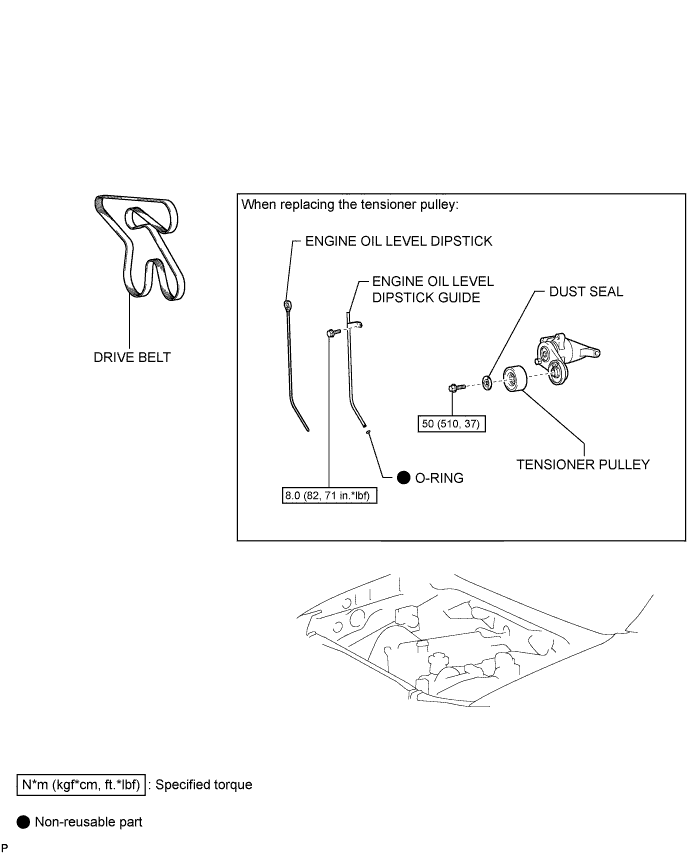 When replacing the tensioner pulley:
ENGINE OIL LEVEL DIPSTICK
ENGINE OIL LEVEL
DIPSTICK GUIDE
DUST SEAL
DRIVE BELT
50 (510, 37)
TENSIONER PULLEY
O-RING
8.0 (82, 71 in.*lbf)
N*m (kgf*cm, ft.*lbf) : Specified torque
Non-reusable part
P